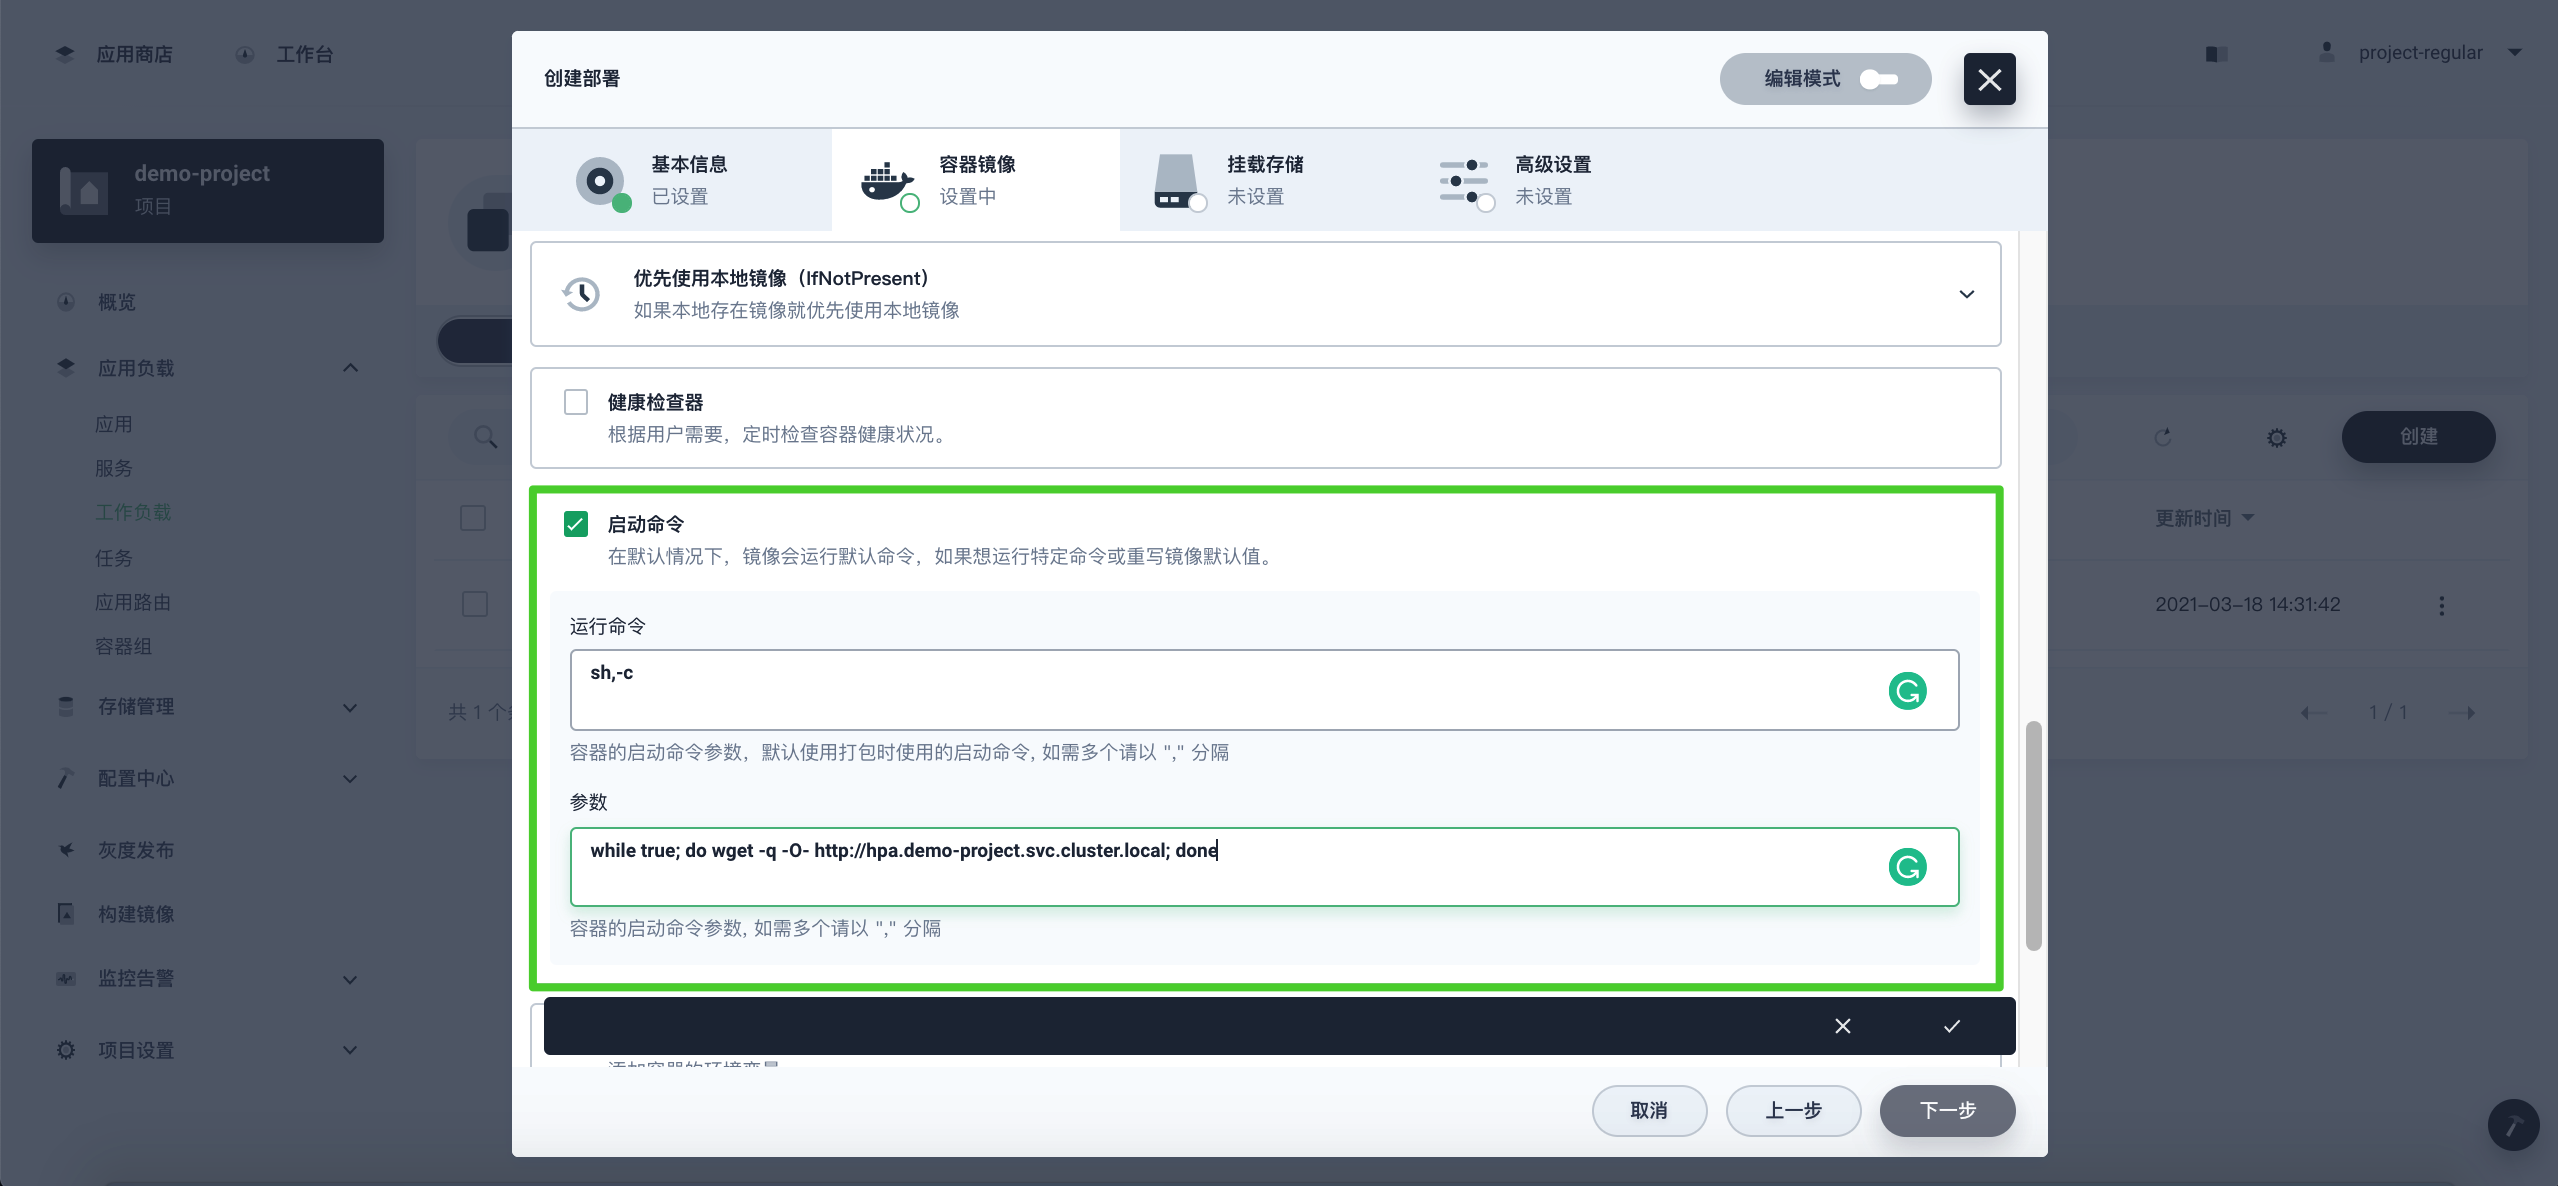 应用商店
工作台
project-regular
demo-project
项目
概览
应用负载
应用
服务
工作负载
任务
应用路由
容器组
存储管理
配置中心
灰度发布
构建镜像
监控告警
项目设置
共 1 个
创建部署
编辑模式
基本信息
已设置
容器镜像
设置中
挂载存储
未设置
高级设置
未设置
优先使用本地镜像（IfNotPresent）
如果本地存在镜像就优先使用本地镜像
健康检查器
根据用户需要，定时检查容器健康状况。
启动命令
在默认情况下，镜像会运行默认命令，如果想运行特定命令或重写镜像默认值。
运行命令
sh,-c
容器的启动命令参数，默认使用打包时使用的启动命令, 如需多个请以 "," 分隔
参数
while true; do wget -q -O- http://hpa.demo-project.svc.cluster.local; done
容器的启动命令参数, 如需多个请以 "," 分隔
添加容器的环境变量
取消
上一步
下一步
创建
更新时间
2021-03-18 14:31:42
1 / 1